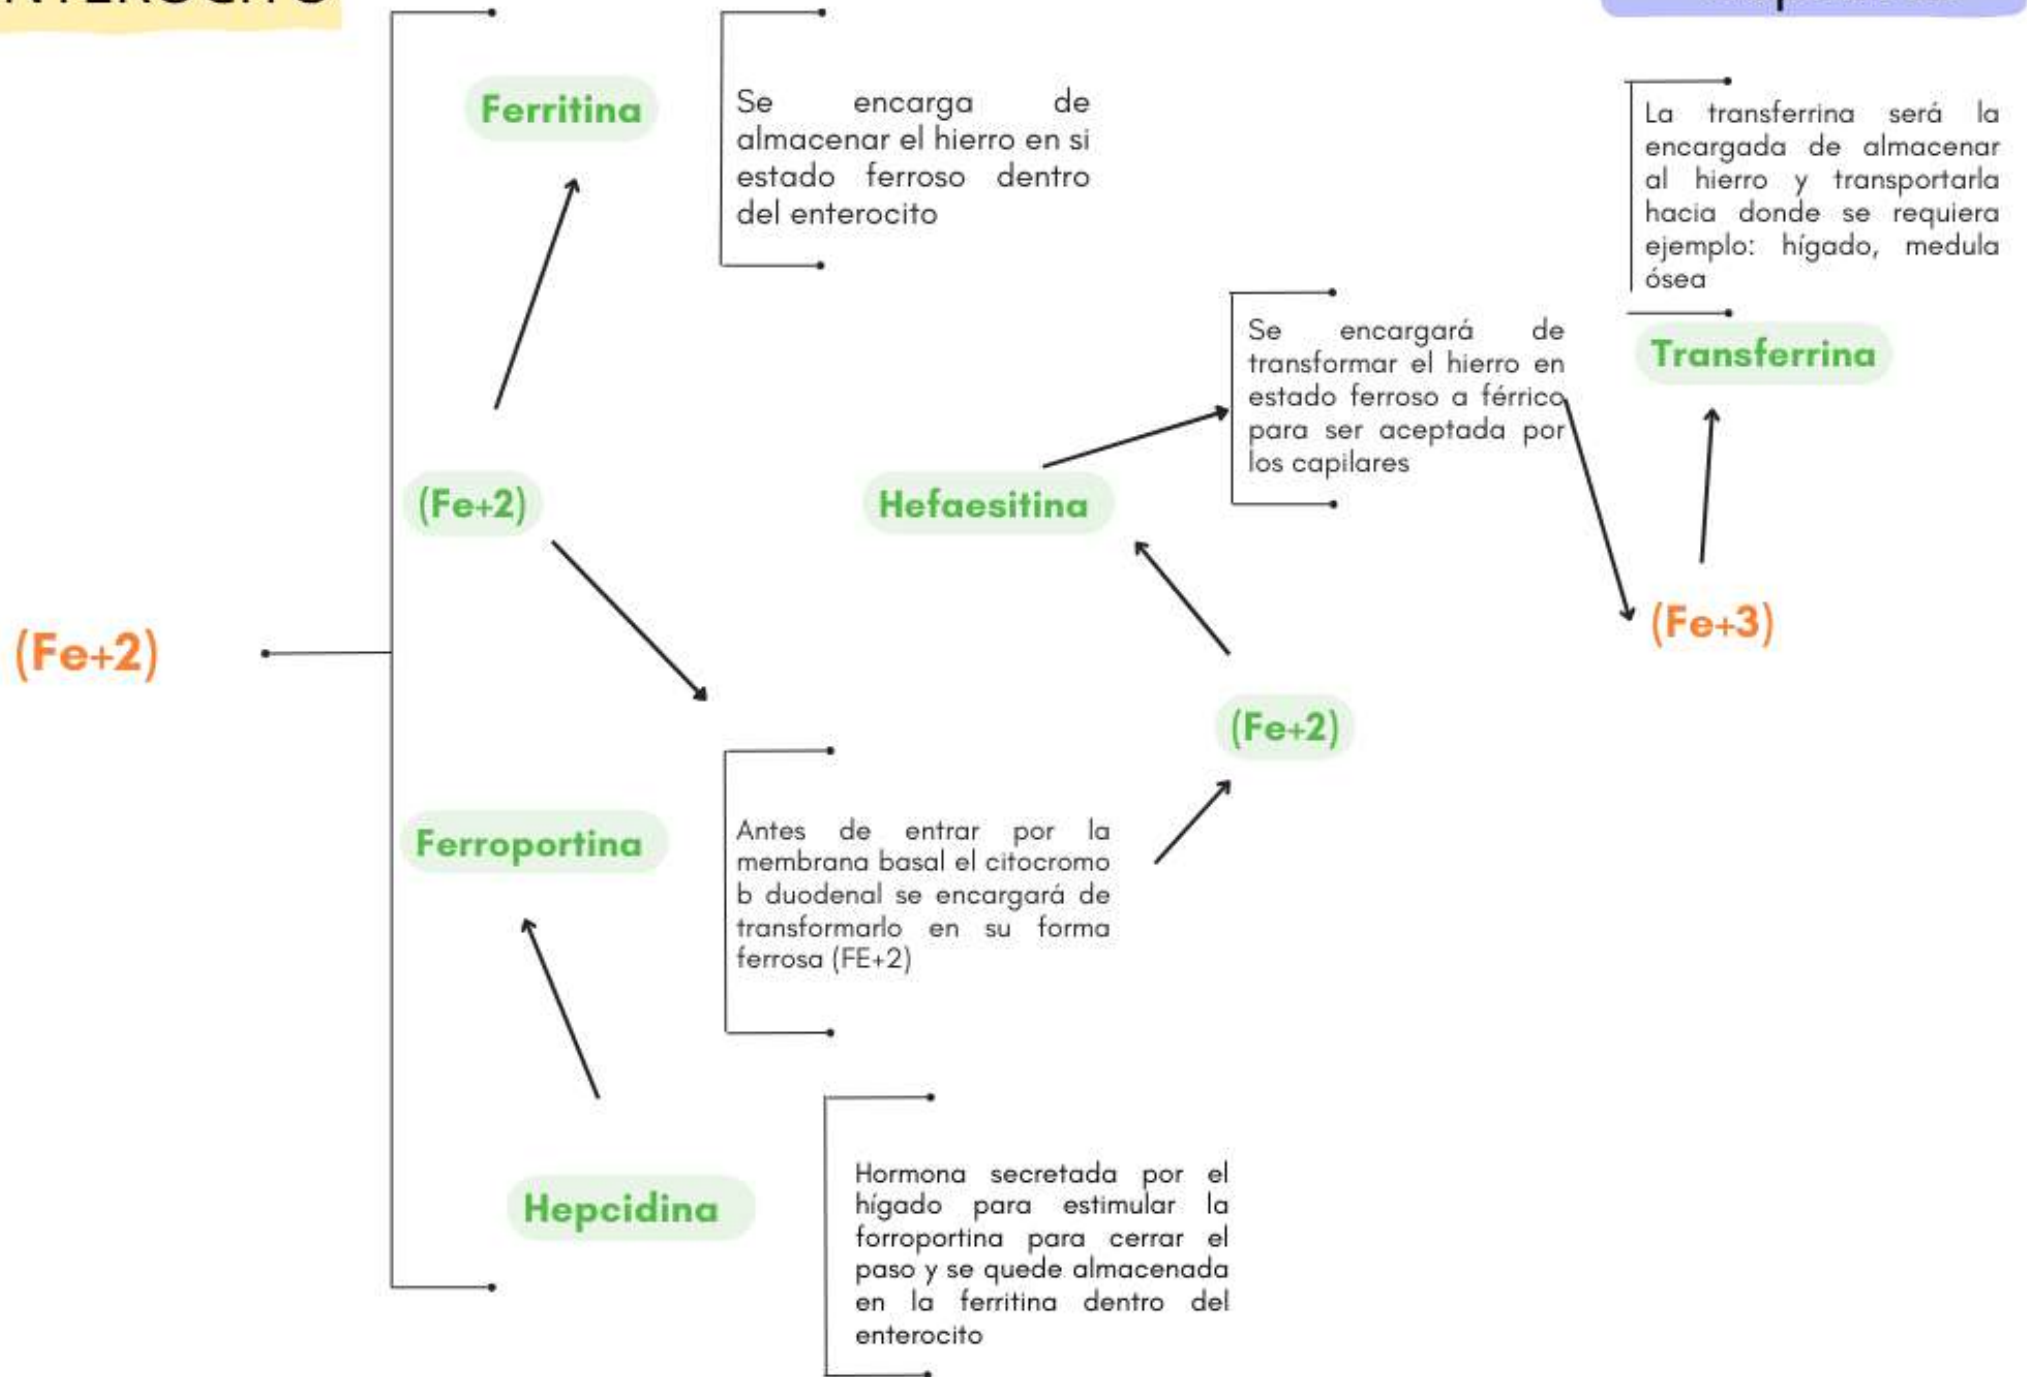 Ferritina
Se encarga de
almacenar el hierro en si
estado ferroso dentro
del enterocito
(Fe+2)
(Fe+2)
Ferroportina
Antes de entrar por la
membrana basal el citocromo
b duodenal se encargará de
transformarlo en su forma
ferrosa (FE+2)
Hepcidina
Hormona secretada por el
hígado para estimular la
forroportina para cerrar el
paso y se quede almacenada
en la ferritina dentro del
enterocito
(Fe+2)
Hefaesitina
Se encargará de
transformar el hierro en
estado ferroso a férrico
para ser aceptada por
los capilares
(Fe+3)
Transferrina
La transferrina será la
encargada de almacenar
al hierro y transportarla
hacia donde se requiera
ejemplo: hígado, medula
ósea